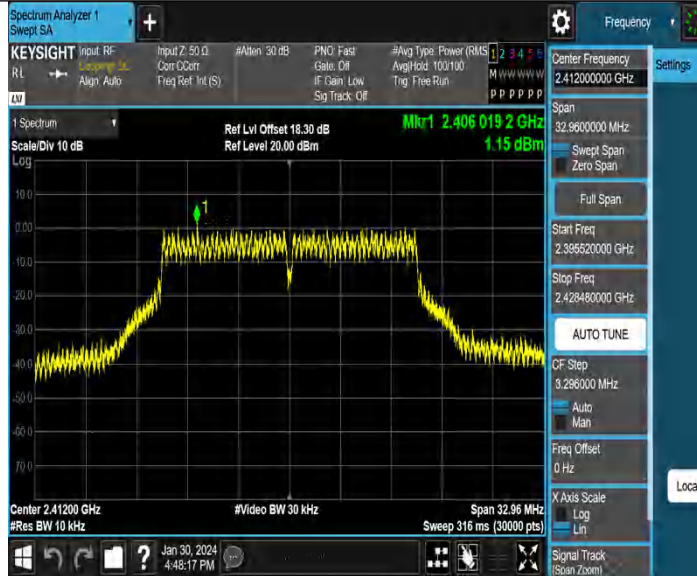 Spectrum Analyzer 1
Swept SA
Frequency
KEYSIGHT
RL
Input: RF
Align: Auto
Input Z: 50 Ω
Corr CCorr
Freq Ref: Int (S)
#Atten: 30 dB
PNO: Fast
Gate: Off
IF Gain: Low
Sig Track: Off
#Avg Type: Power (RMS
Avg|Hold: 100/100
Trig: Free Run
1 2 3 4 5 6
M W W W W W
P P P P P P
LXI
1 Spectrum
Scale/Div 10 dB
Ref Lvl Offset 18.30 dB
Ref Level 20.00 dBm
Mkr1 2.406 019 2 GHz
1.15 dBm
Log
10.0
0.00
-10.0
-20.0
-30.0
-40.0
-50.0
-60.0
-70.0
1
Center 2.41200 GHz
#Res BW 10 kHz
#Video BW 30 kHz
Span 32.96 MHz
Sweep 316 ms (30000 pts)
Jan 30, 2024
4:48:17 PM
?
Center Frequency
2.412000000 GHz
Settings
Span
32.9600000 MHz
Swept Span
Zero Span
Full Span
Start Freq
2.395520000 GHz
Stop Freq
2.428480000 GHz
AUTO TUNE
CF Step
3.296000 MHz
Auto
Man
Freq Offset
0 Hz
X Axis Scale
Log
Lin
Loca
Signal Track
(Span Zoom)